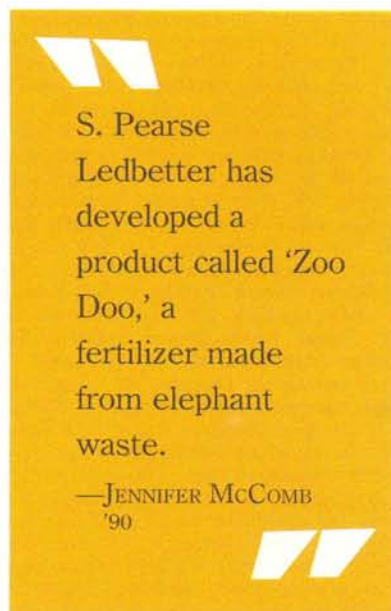 S. Pearse
Ledbetter has
developed a
product called ‘Zoo
Doo,’ a
fertilizer made
from elephant
waste.
—JENNIFER MCCOMB
’90